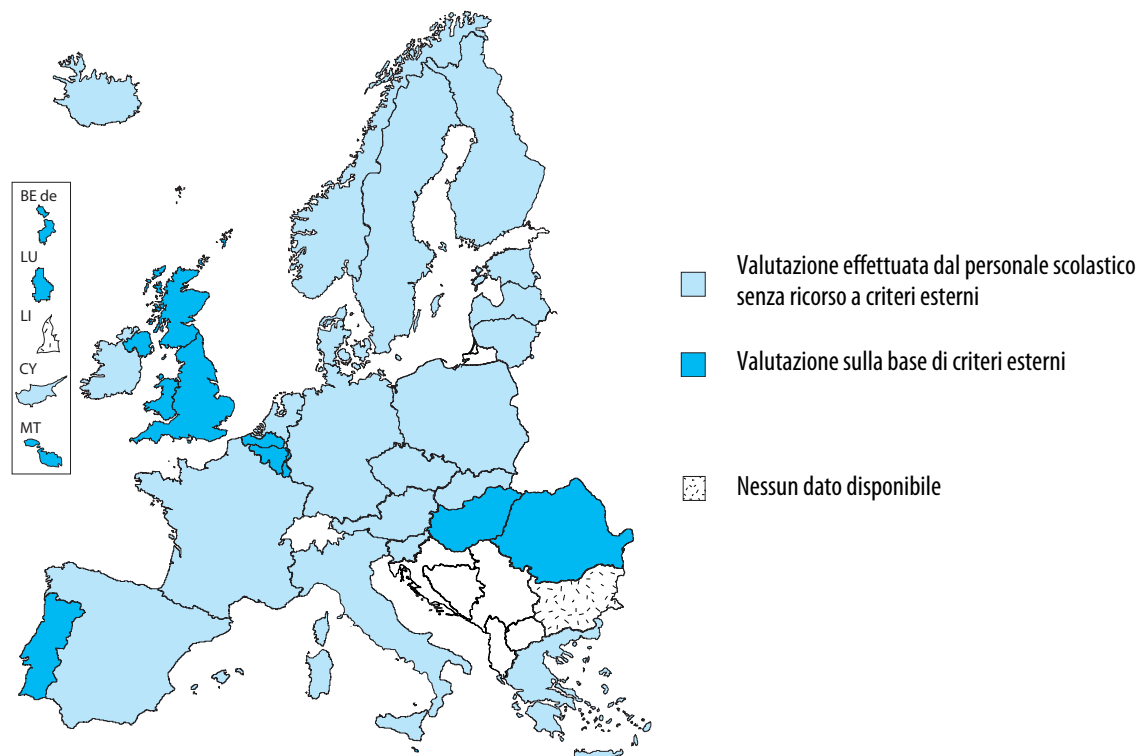 BE de
LU
LI
CY
MT
Valutazione effettuata dal personale scolastico
senza ricorso a criteri esterni
Valutazione sulla base di criteri esterni
Nessun dato disponibile